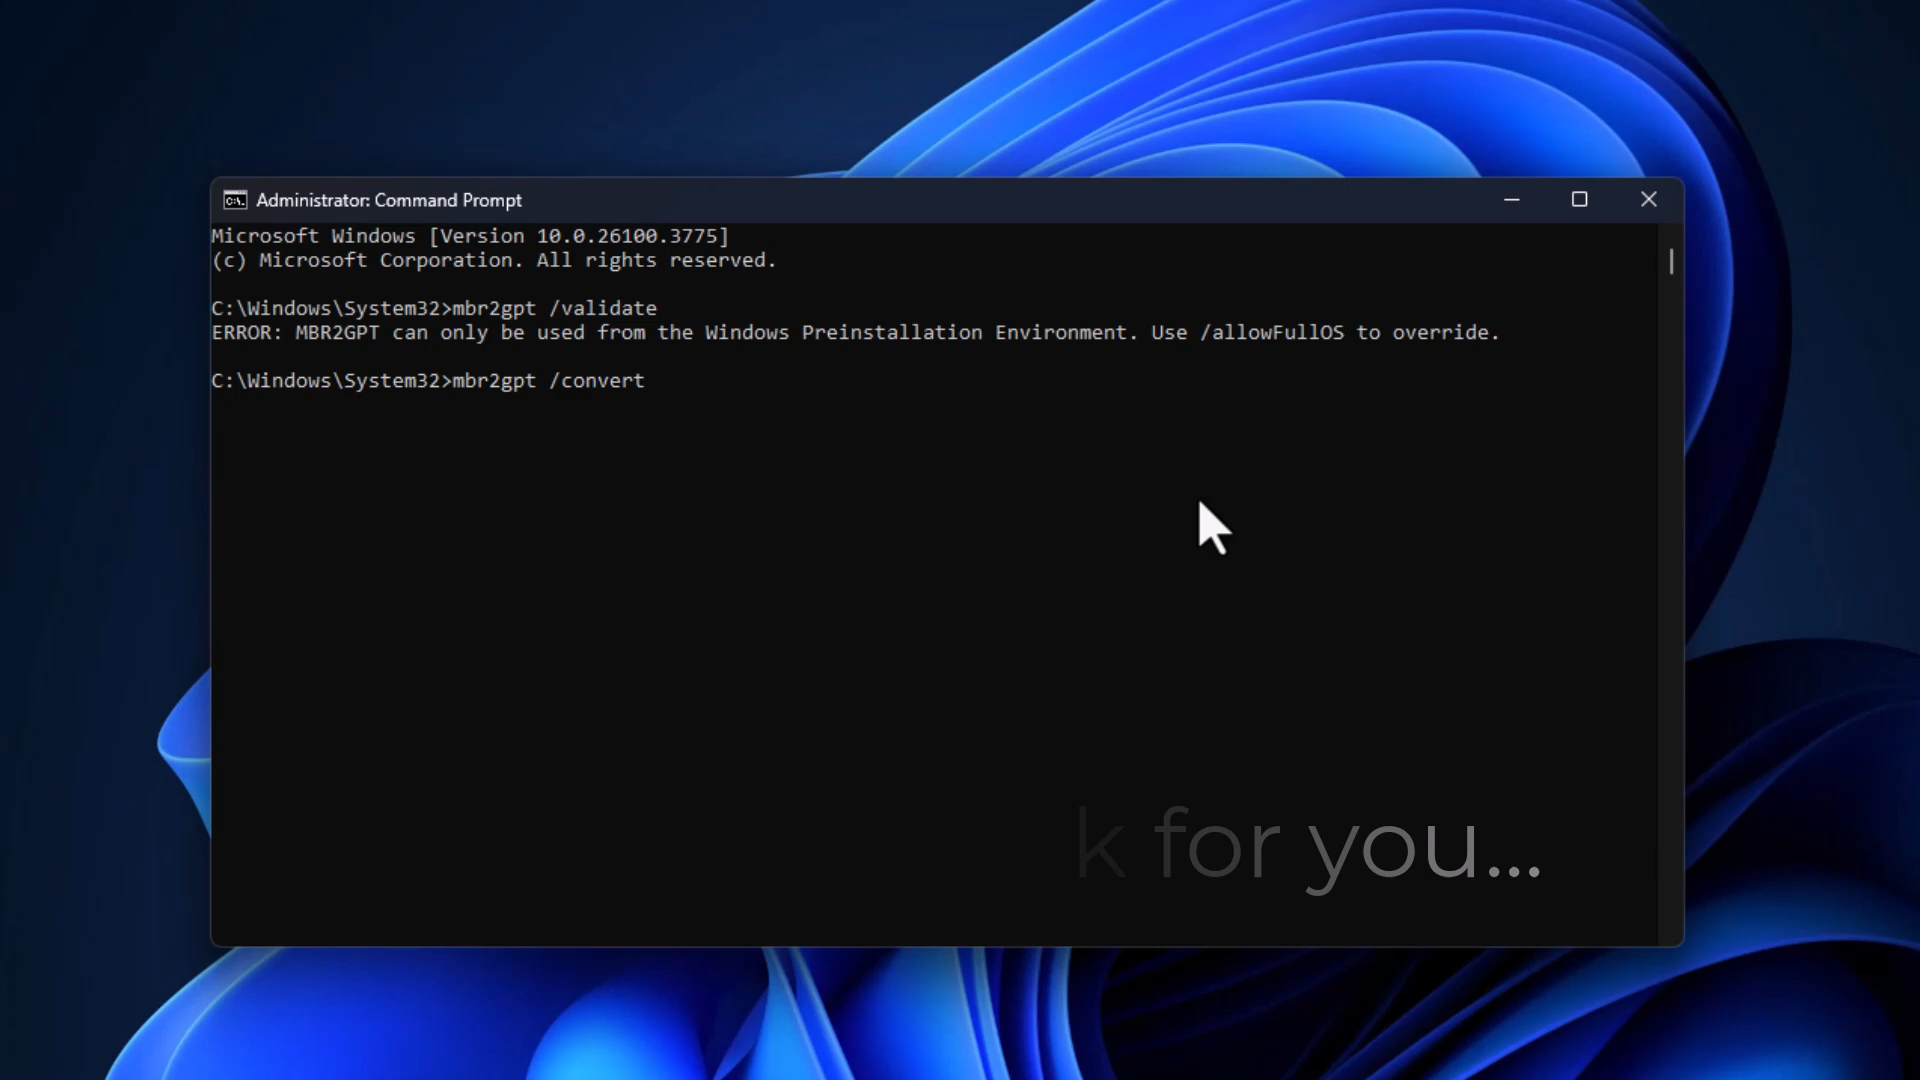 Administrator: Command Prompt
Microsoft Windows [Version 10.0.26100.3775]
(c) Microsoft Corporation. All rights reserved.
C:\Windows\System32>mbr2gpt /validate
ERROR: MBR2GPT can only be used from the Windows Preinstallation Environment. Use /allowFullOS to override.
C:\Windows\System32>mbr2gpt /convert
k for you...